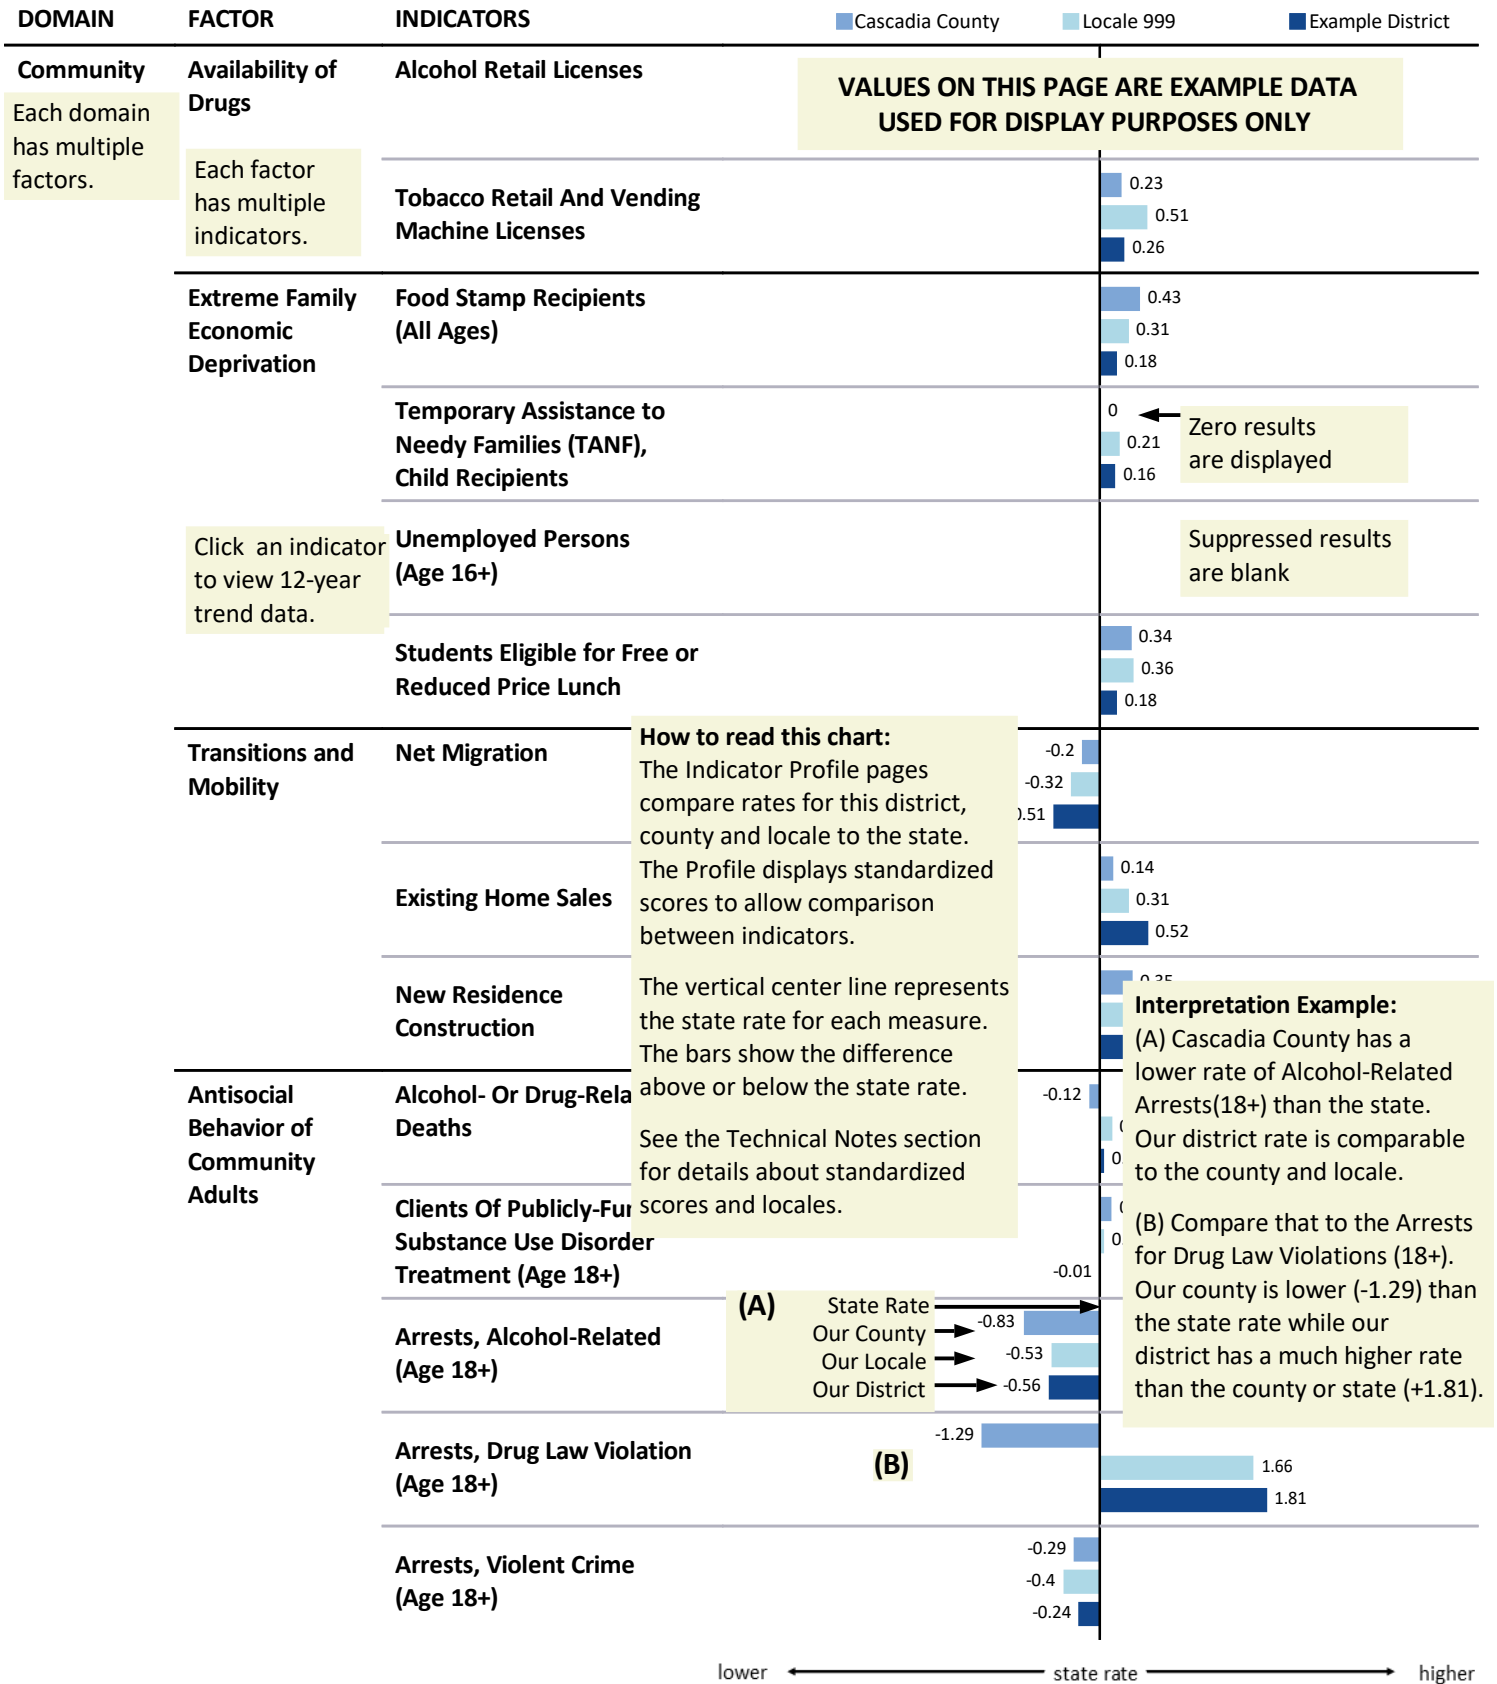 DOMAIN FACTOR INDICATORS Cascadia County Locale 999 Example District
Community Availability of Drugs Alcohol Retail Licenses
VALUES ON THIS PAGE ARE EXAMPLE DATA
USED FOR DISPLAY PURPOSES ONLY
Each domain
has multiple
factors.
Each factor
has multiple
indicators.
Tobacco Retail And Vending
Machine Licenses
0.23
0.51
0.26
Extreme Family
Economic
Deprivation
Food Stamp Recipients
(All Ages)
0.43
0.31
0.18
Temporary Assistance to
Needy Families (TANF),
Child Recipients
0
0.21
0.16
Zero results
are displayed
Click an indicator
to view 12-year
trend data.
Unemployed Persons
(Age 16+)
Suppressed results
are blank
Students Eligible for Free or
Reduced Price Lunch
0.34
0.36
0.18
Transitions and
Mobility
Net Migration
-0.2
-0.32
.51
How to read this chart:
The Indicator Profile pages
compare rates for this district,
county and locale to the state.
The Profile displays standardized
scores to allow comparison
between indicators.
The vertical center line represents
the state rate for each measure.
The bars show the difference
above or below the state rate.
See the Technical Notes section
for details about standardized
scores and locales.
Existing Home Sales
0.14
0.31
0.52
New Residence
Construction
Interpretation Example:
(A) Cascadia County has a
lower rate of Alcohol-Related
Arrests(18+) than the state.
Our district rate is comparable
to the county and locale.
(B) Compare that to the Arrests
for Drug Law Violations (18+).
Our county is lower (-1.29) than
the state rate while our
district has a much higher rate
than the county or state (+1.81).
Antisocial
Behavior of
Community
Adults
Alcohol- Or Drug-Rela
Deaths
-0.12
0.
Clients Of Publicly-Fu
Substance Use Disorder
Treatment (Age 18+)
0.
-0.01
Arrests, Alcohol-Related
(Age 18+)
(A) State Rate
Our County -0.83
Our Locale -0.53
Our District -0.56
Arrests, Drug Law Violation
(Age 18+)
(B)
-1.29
1.66
1.81
Arrests, Violent Crime
(Age 18+)
-0.29
-0.4
-0.24
lower state rate higher